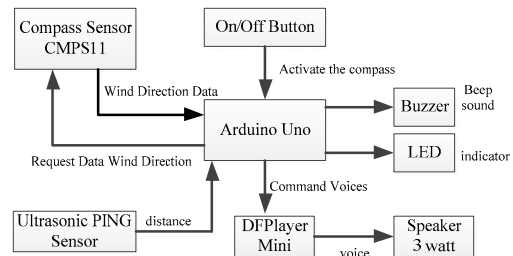 Compass Sensor
CMPS11
On/Off Button
Activate the compass
Wind Direction Data
Beep
sound
Buzzer
Arduino Uno
LED
indicator
Request Data Wind Direction
Command Voices
Ultrasonic PING
Sensor
distance
DFPlayer
Mini
voice
Speaker
3 watt